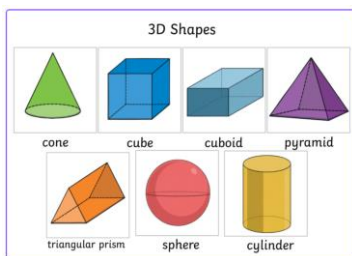 3D Shapes
cone cube cuboid pyramid
triangular prism sphere cylinder